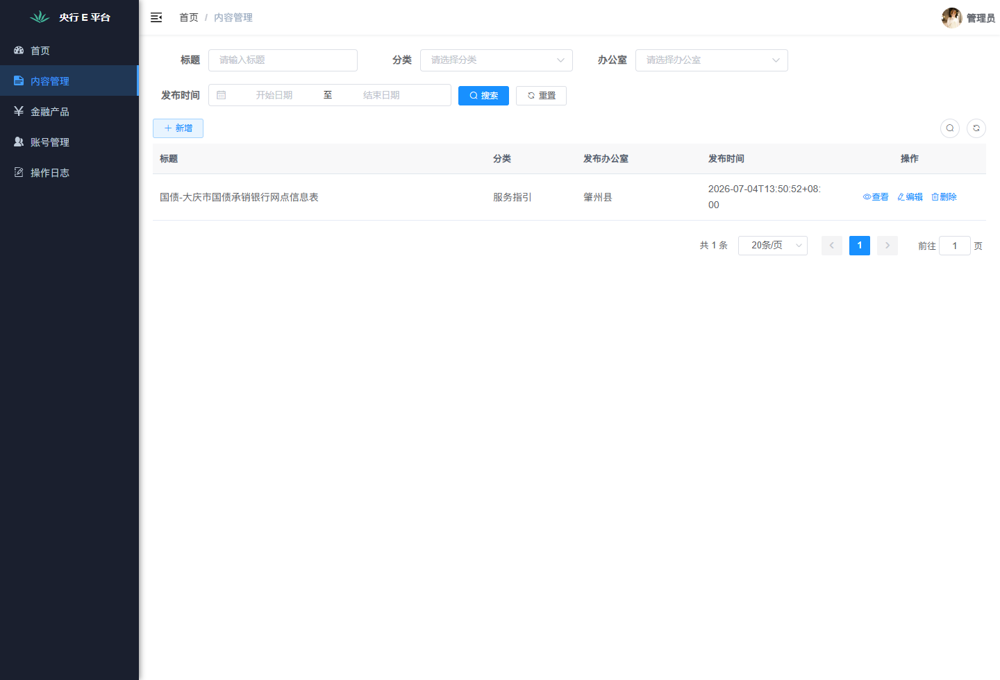 央行 E 平台
首页
内容管理
金融产品
账号管理
操作日志
首页 / 内容管理
管理员
标题 请输入标题 分类 请选择分类 办公室 请选择办公室
发布时间 开始日期 至 结束日期 搜索 重置
新增
标题 分类 发布办公室 发布时间 操作
国债-大庆市国债承销银行网点信息表 服务指引 肇州县 2026-07-04T13:50:52+08:
00 查看 编辑 删除
共 1 条 20条/页 1 前往 1 页